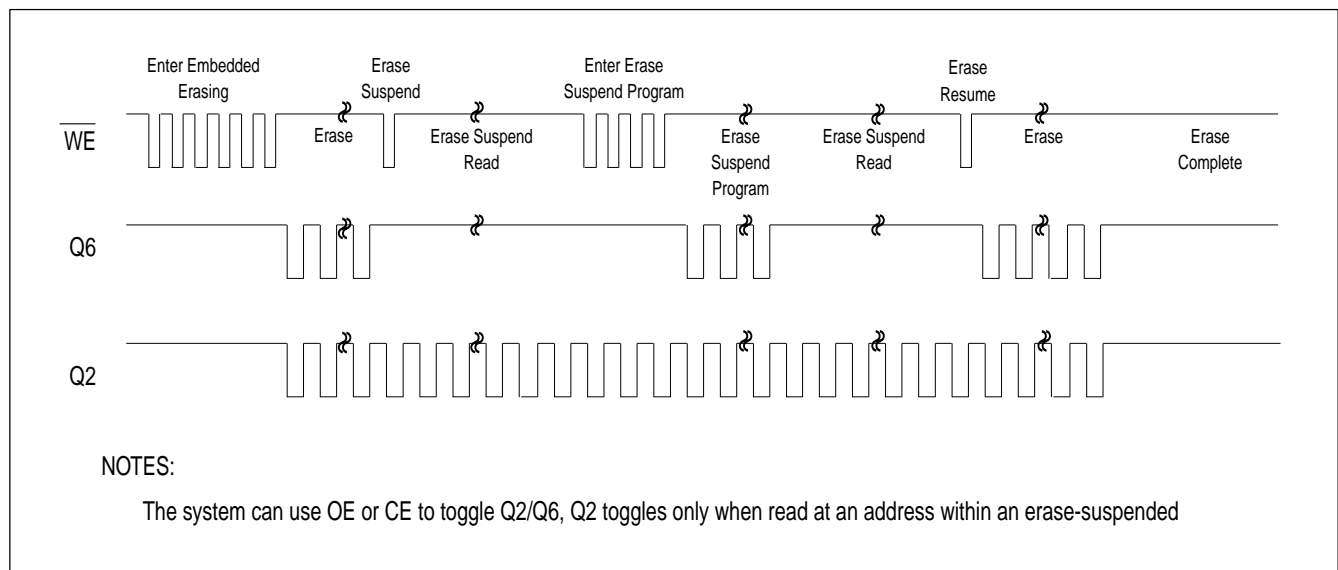 Enter Embedded
Erasing
Erase
Suspend
Enter Erase
Suspend Program
Erase
Resume
WE
Erase
Erase Suspend
Read
Erase
Suspend
Program
Erase Suspend
Read
Erase
Erase
Complete
Q6
Q2
NOTES:
The system can use OE or CE to toggle Q2/Q6, Q2 toggles only when read at an address within an erase-suspended